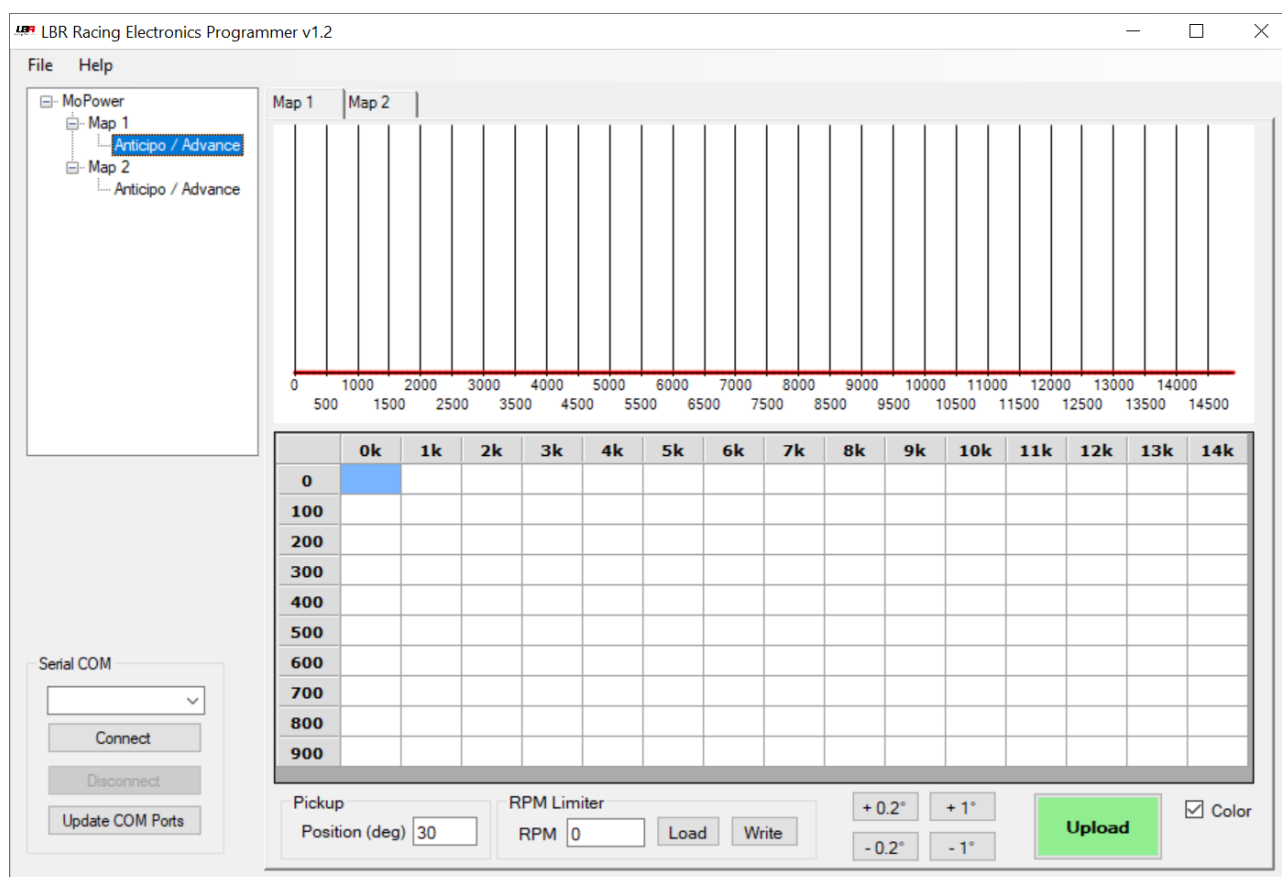 LBR LBR Racing Electronics Programmer v1.2
File Help
MoPower
Map 1
Anticipo / Advance
Map 2
Anticipo / Advance
Map 1 Map 2
0 1000 2000 3000 4000 5000 6000 7000 8000 9000 10000 11000 12000 13000 14000
500 1500 2500 3500 4500 5500 6500 7500 8500 9500 10500 11500 12500 13500 14500
0k 1k 2k 3k 4k 5k 6k 7k 8k 9k 10k 11k 12k 13k 14k
0
100
200
300
400
500
600
700
800
900
Serial COM
Connect
Disconnect
Update COM Ports
Pickup
Position (deg) 30
RPM Limiter
RPM 0 Load Write
+ 0.2° + 1°
- 0.2° - 1°
Upload
Color